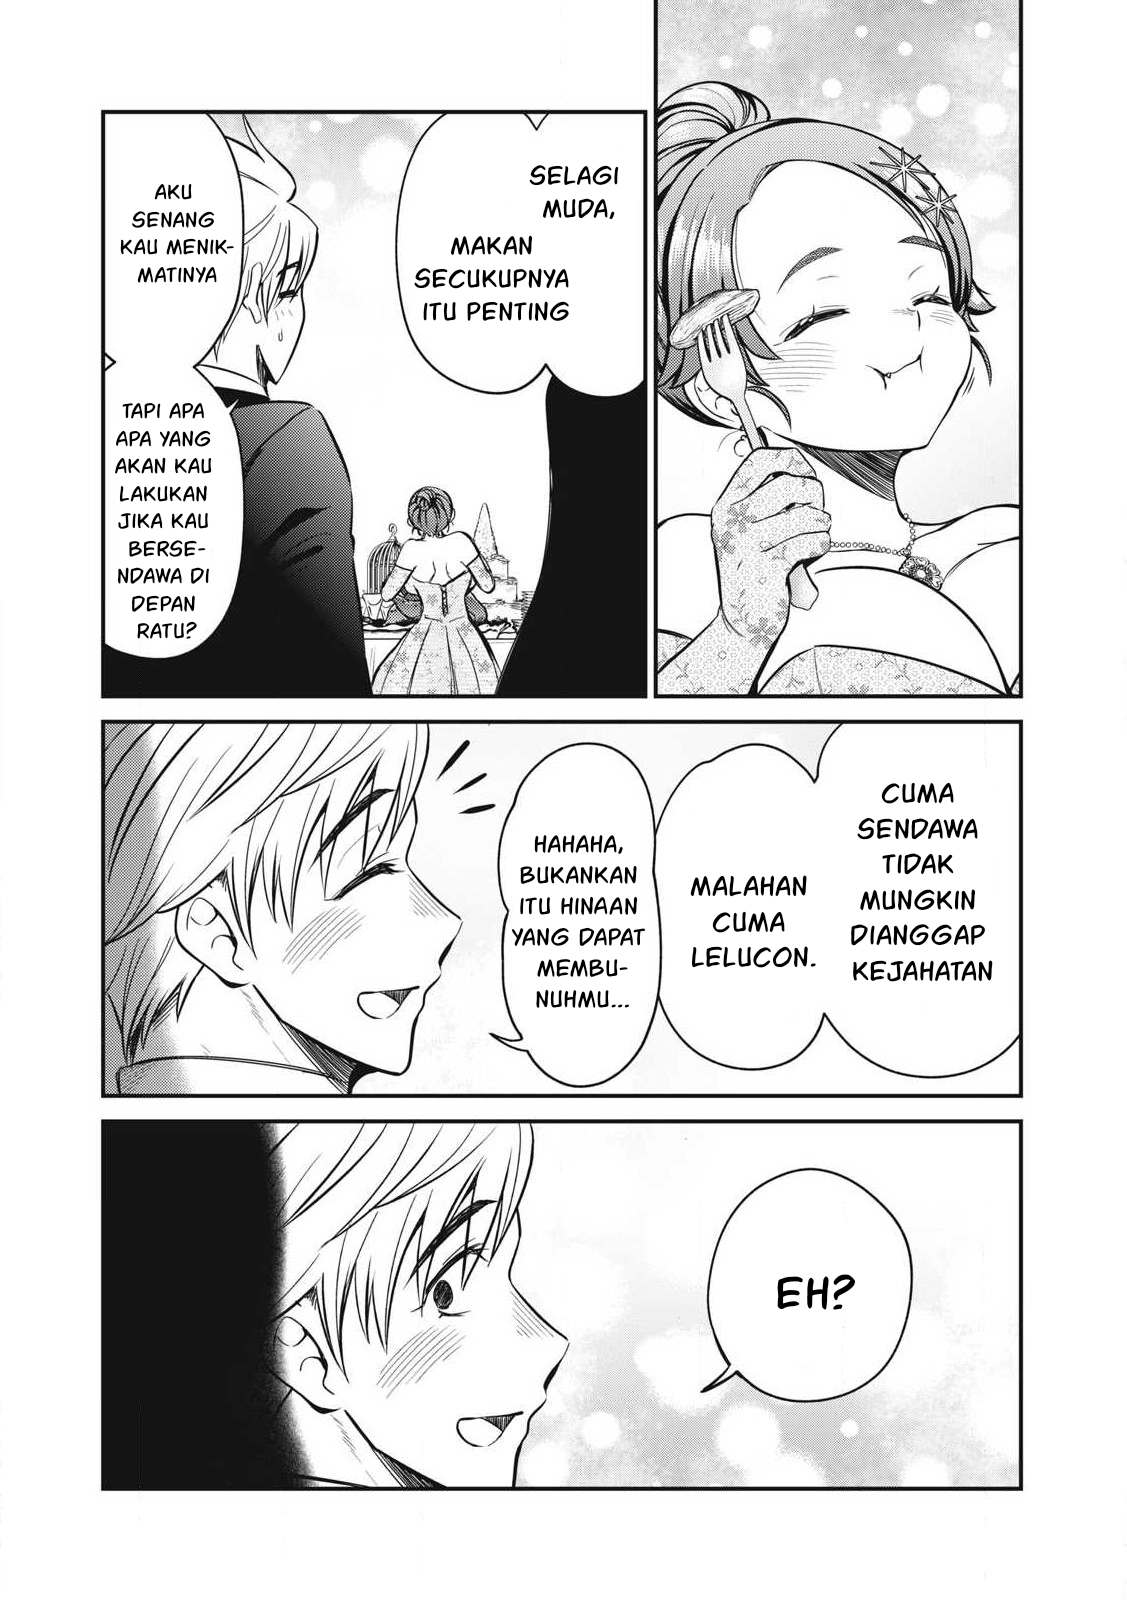 SELAGI
MUDA,
MAKAN
SECUKUPNYA
ITU PENTING
AKU
SENANG
KAU MENIK-
MATINYA
TAPI APA
APA YANG
AKAN KAU
LAKUKAN
JIKA KAU
BERSE-
NDAWA DI
DEPAN
RATU?
CUMA
SENDAWA
TIDAK
MUNGKIN
DIANGGAP
KEJAHATAN
MALAHAN
CUMA
LELUCON.
HAHAHA,
BUKANKAN
ITU HINAAN
YANG DAPAT
MEMBU-
NUHMU...
EH?